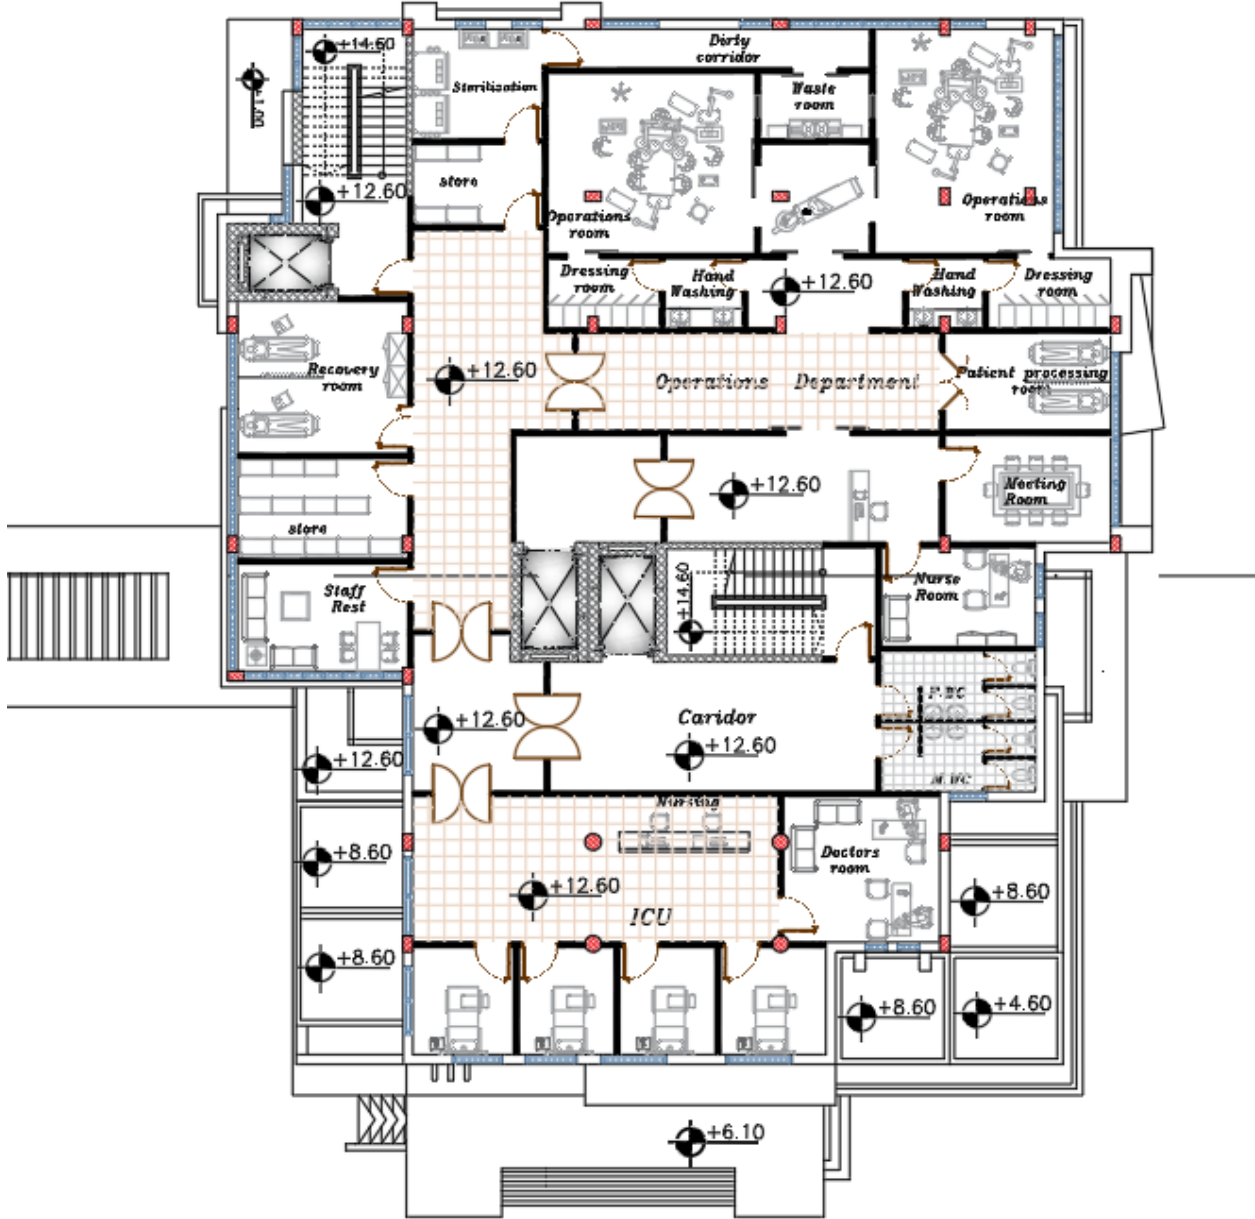 +14.60
Dirty
corridor
Sterilization
Waste
room
+12.60
store
Operations
room
Operations
room
Dressing
room
Hand
Washing
+12.60
Hand
Washing
Dressing
room
Recovery
room
+12.60
Operations Department
Patient processing
room
+12.60
Meeting
Room
store
Staff
Rest
+14.60
Nurse
Room
F.WC
+12.60
Caridor
+12.60
M.WC
+12.60
Nursing
+8.60
Doctors
room
+12.60
ICU
+8.60
+8.60
+8.60
+4.60
+6.10